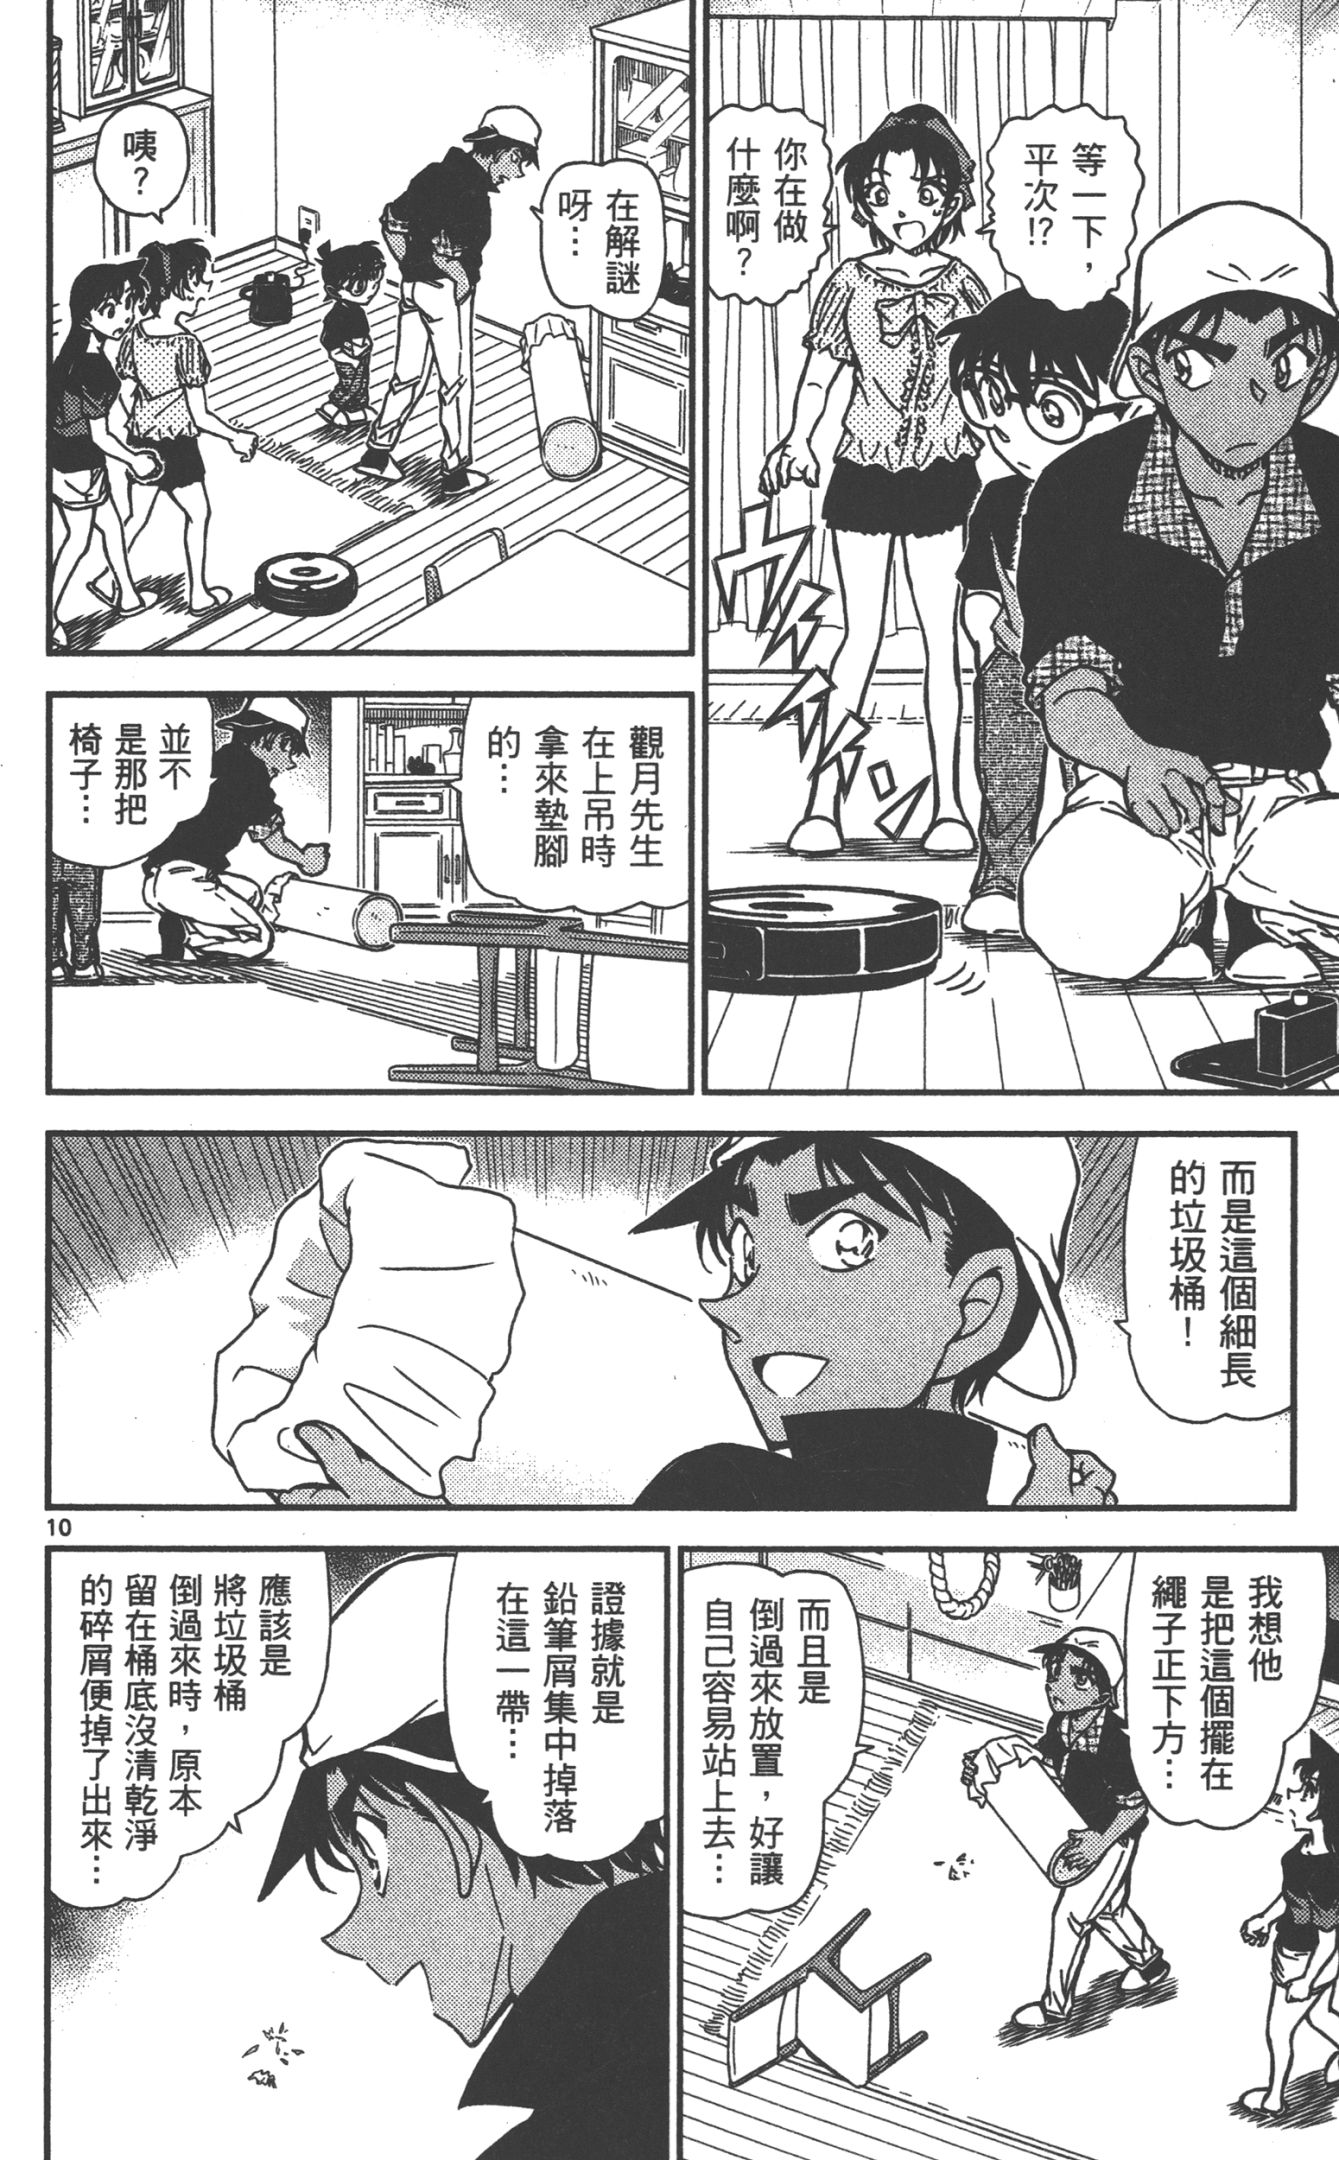 等一下，
平次!?
你在做
什麼啊？
ウィィィン
在解謎
呀…
咦？
觀月先生
在上吊時
拿來墊腳
的…
並不
是那把
椅子…
而是這個細長
的垃圾桶！
我想他
是把這個擺在
繩子正下方…
而且是
倒過來放置，好讓
自己容易站上去…
證據就是
鉛筆屑集中掉落
在這一帶…
應該是
將垃圾桶
倒過來時，原本
留在桶底沒清乾淨
的碎屑便掉了出來…
10